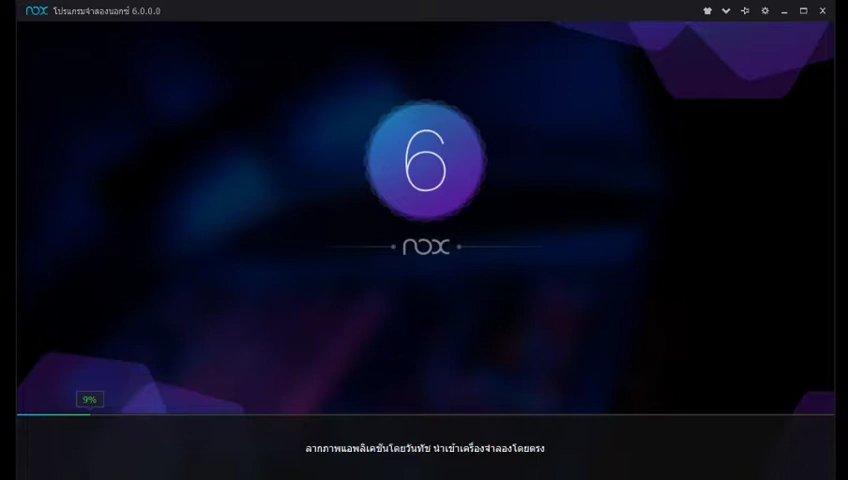 nox โปรแกรมจำลองนอกซ์ 6.0.0.0
6
nox
9%
ลากภาพแอพลิเคชันโดยวันทัช นำเข้าเครื่องจำลองโดยตรง